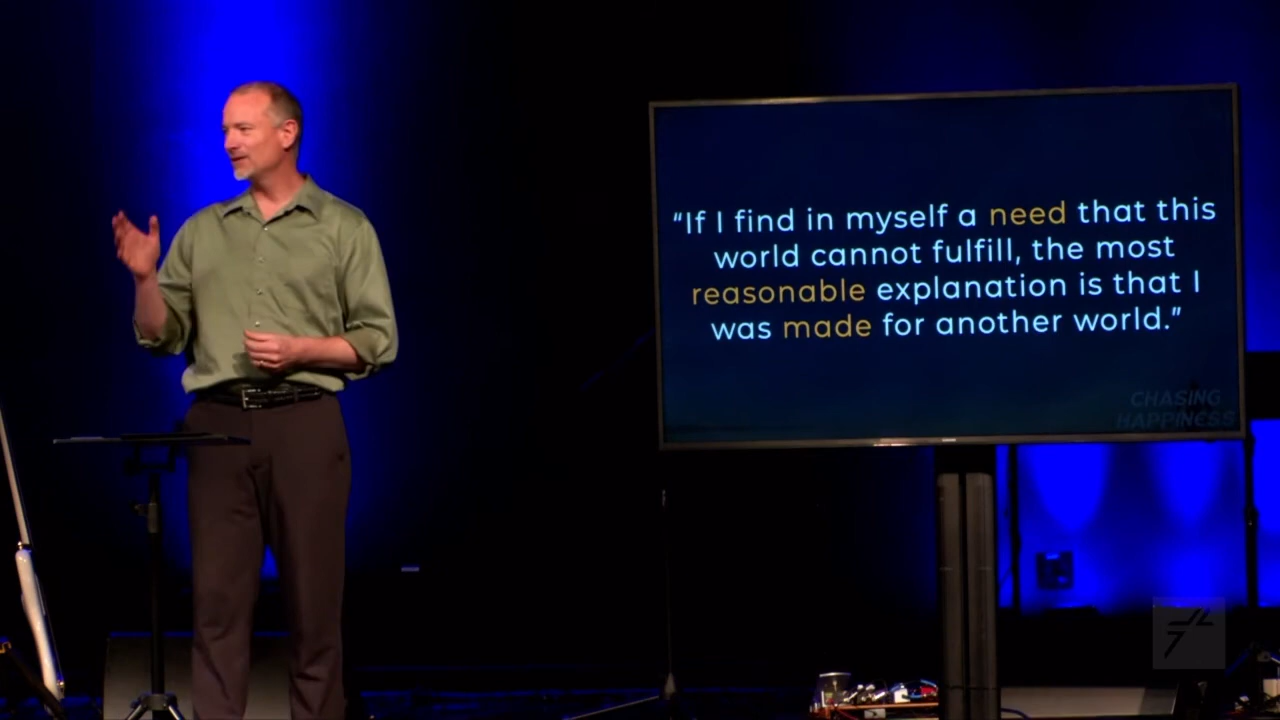 “If I find in myself a need that this
world cannot fulfill, the most
reasonable explanation is that I
was made for another world.”
CHASING
HAPPINESS